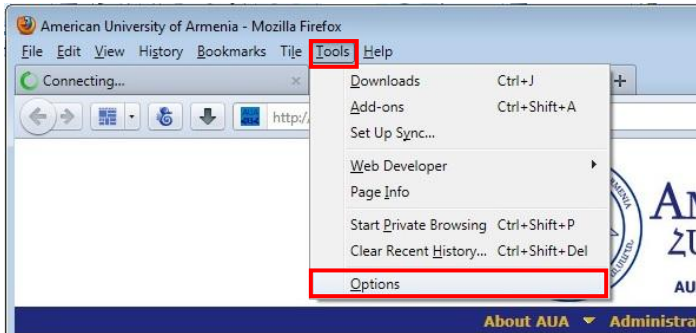 American University of Armenia - Mozilla Firefox
File Edit View History Bookmarks Tile Tools Help
Connecting...
Downloads Ctrl+J
Add-ons Ctrl+Shift+A
http:/
Set Up Sync...
Web Developer
Page Info
Start Private Browsing Ctrl+Shift+P
Clear Recent History... Ctrl+Shift+Del
Options
AU
About AUA Administra